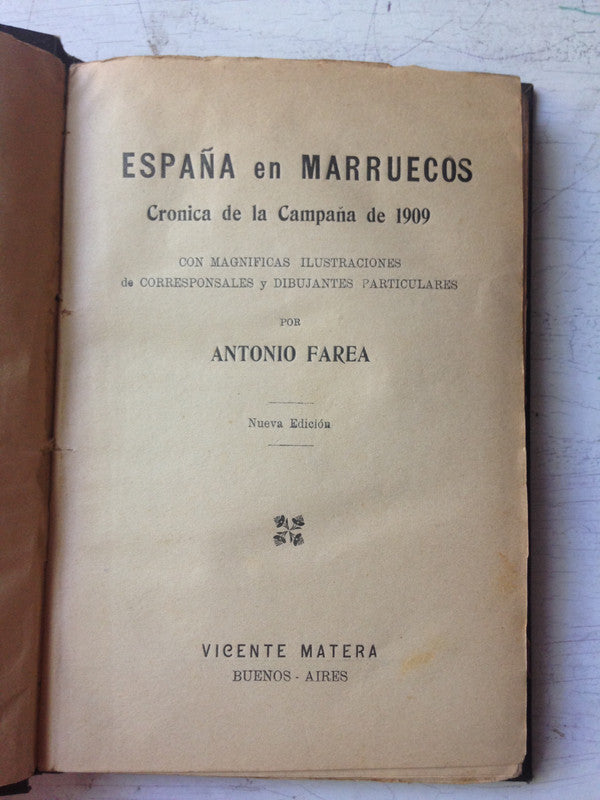 ESPAÑA en MARRUECOS
Cronica de la Campaña de 1909
CON MAGNIFICAS ILUSTRACIONES
de CORRESPONSALES y DIBUJANTES PARTICULARES
POR
ANTONIO FAREA
Nueva Edición
VICENTE MATERA
BUENOS - AIRES